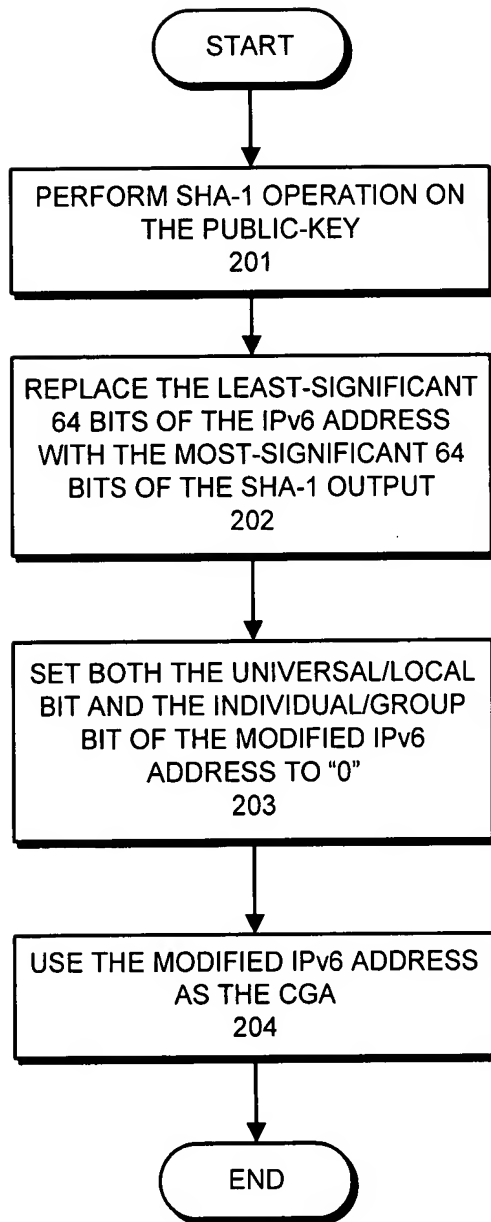 START
PERFORM SHA-1 OPERATION ON
THE PUBLIC-KEY
201
REPLACE THE LEAST-SIGNIFICANT
64 BITS OF THE IPv6 ADDRESS
WITH THE MOST-SIGNIFICANT 64
BITS OF THE SHA-1 OUTPUT
202
SET BOTH THE UNIVERSAL/LOCAL
BIT AND THE INDIVIDUAL/GROUP
BIT OF THE MODIFIED IPv6
ADDRESS TO “0”
203
USE THE MODIFIED IPv6 ADDRESS
AS THE CGA
204
END